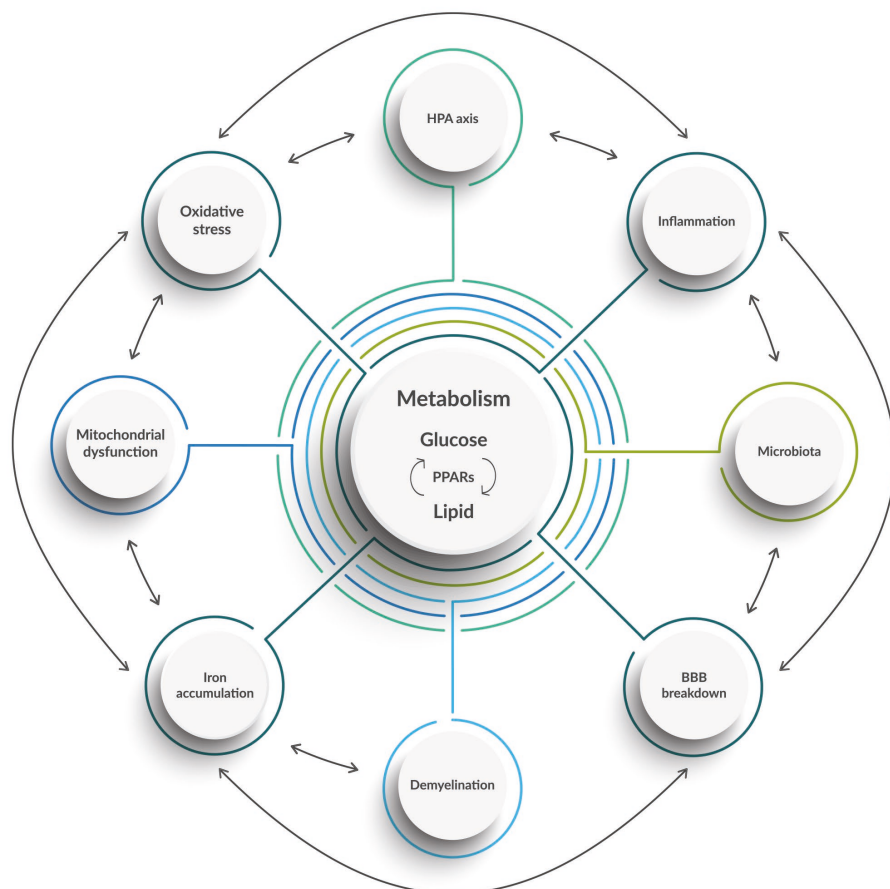 HPA axis
Oxidative
stress
Inflammation
Metabolism
Glucose
PPARs
Lipid
Mitochondrial
dysfunction
Microbiota
Iron
accumulation
BBB
breakdown
Demyelination